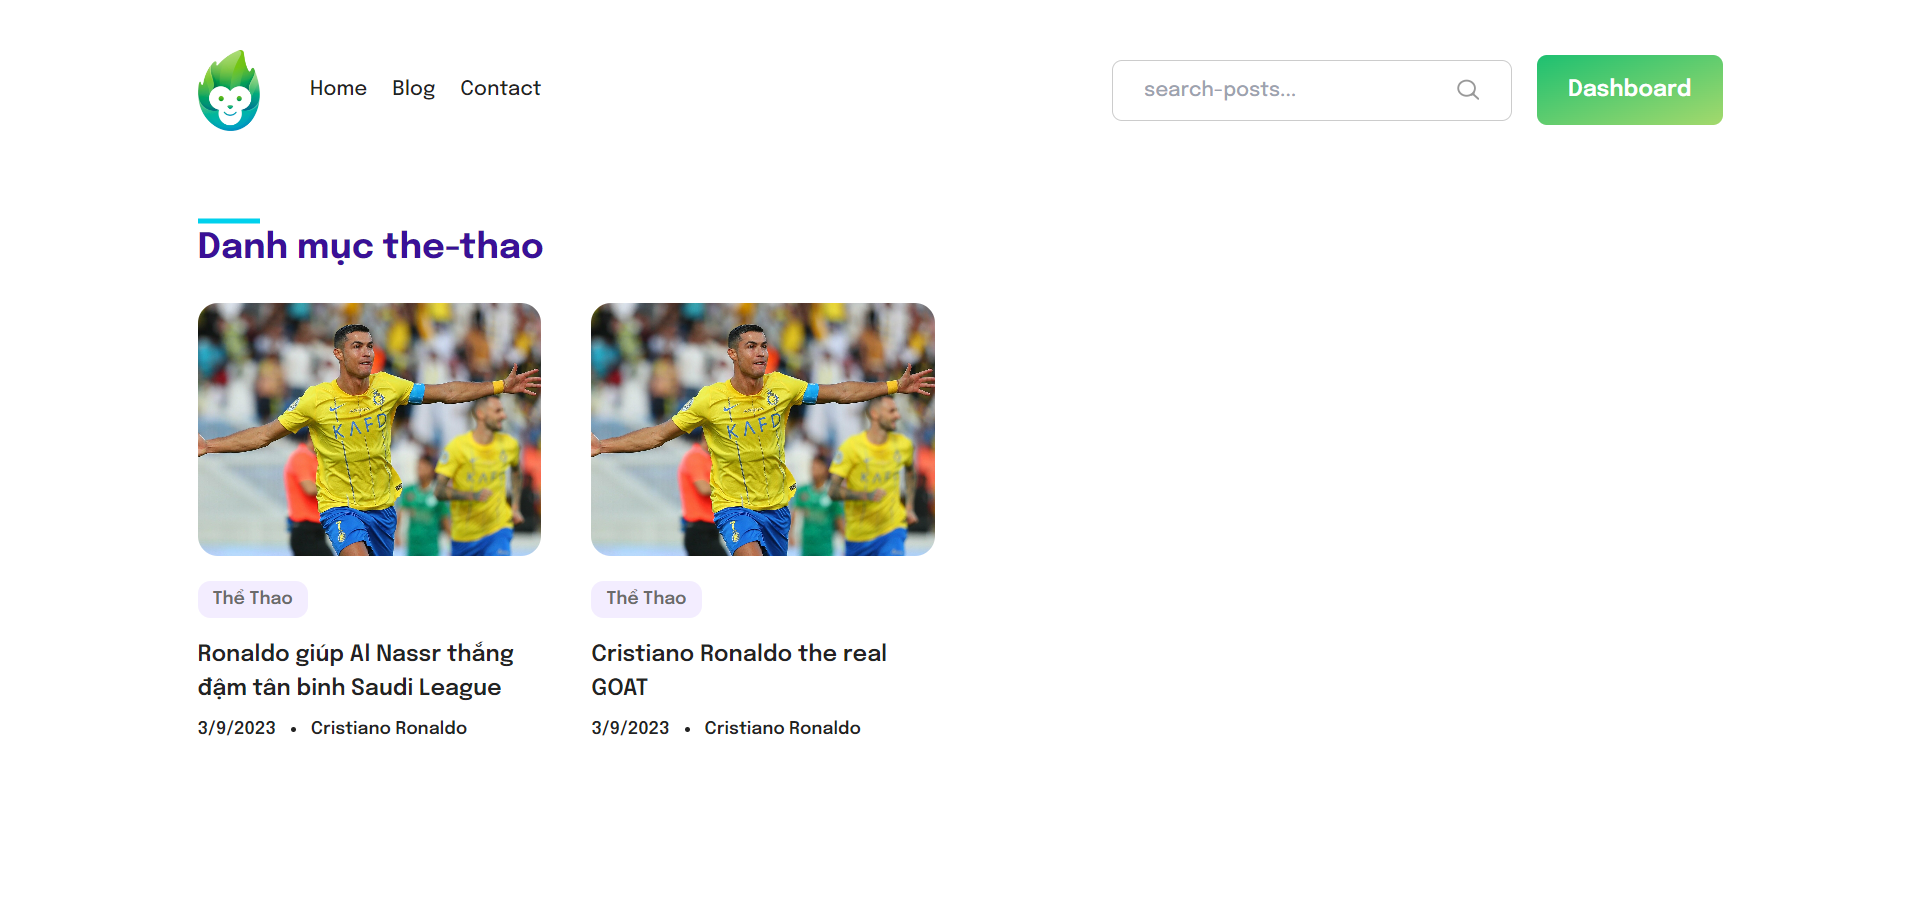 Home Blog Contact search-posts... Dashboard
Danh mục the-thao
KAFD
KAFD
Thể Thao
Ronaldo giúp Al Nassr thắng
đậm tân binh Saudi League
3/9/2023 • Cristiano Ronaldo
Thể Thao
Cristiano Ronaldo the real
GOAT
3/9/2023 • Cristiano Ronaldo